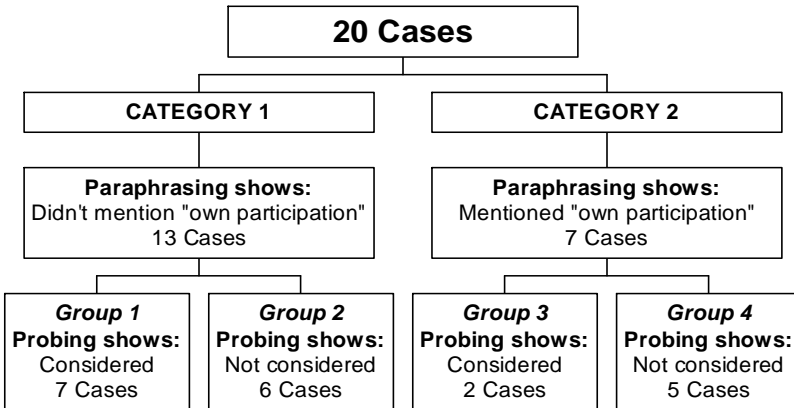 20 Cases
CATEGORY 1
CATEGORY 2
Paraphrasing shows:
Didn't mention "own participation"
13 Cases
Paraphrasing shows:
Mentioned "own participation"
7 Cases
Group 1
Probing shows:
Considered
7 Cases
Group 2
Probing shows:
Not considered
6 Cases
Group 3
Probing shows:
Considered
2 Cases
Group 4
Probing shows:
Not considered
5 Cases